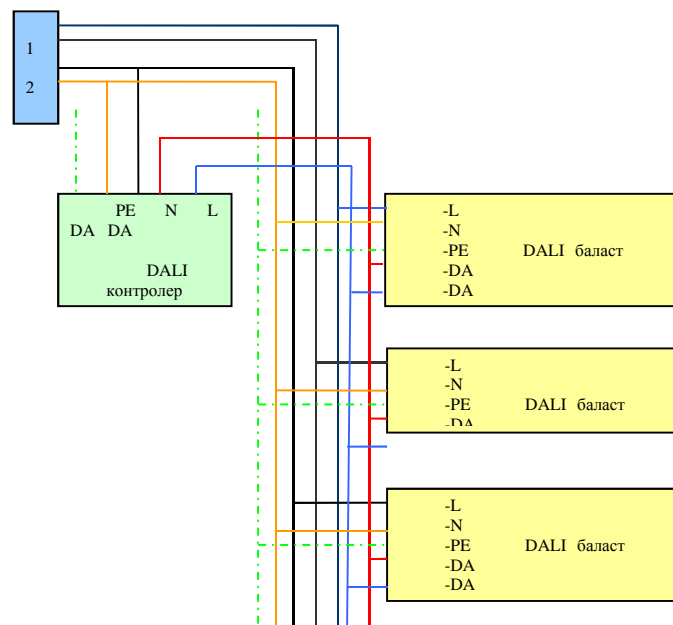 1
2
PE N L
DA DA
DALI
контролер
-L
-N
-PE DALI баласт
-DA
-DA
-L
-N
-PE DALI баласт
-DA
-L
-N
-PE DALI баласт
-DA
-DA